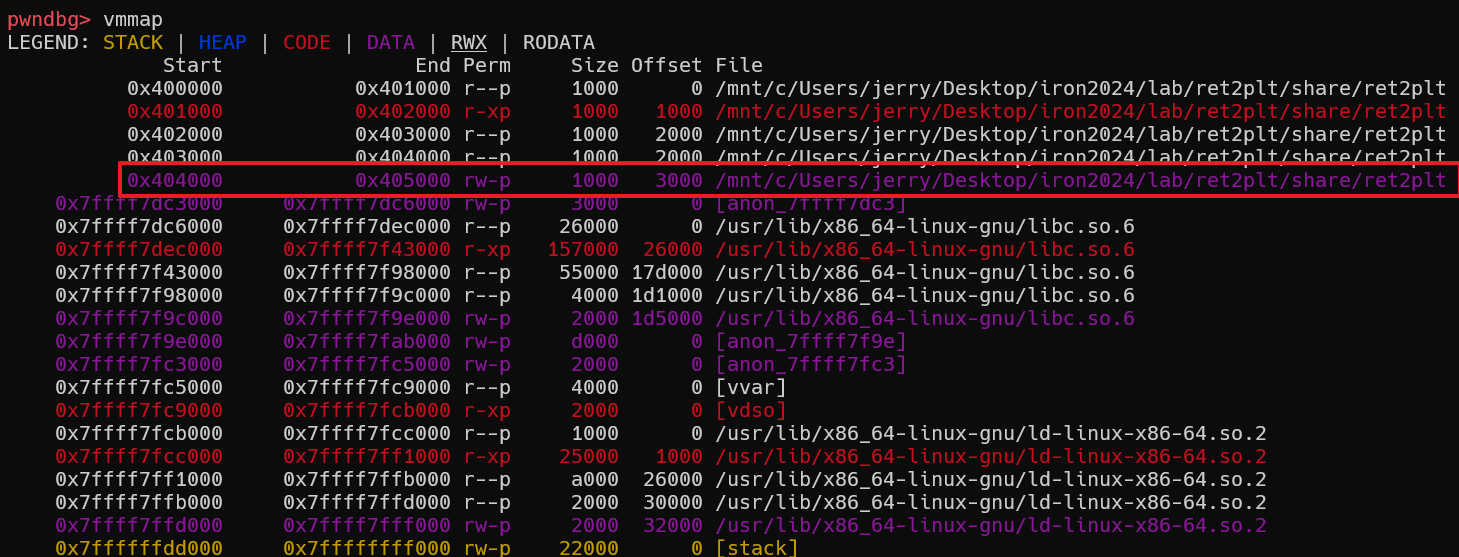 pwndbg> vmmap
LEGEND: STACK | HEAP | CODE | DATA | RWX | RODATA
Start End Perm Size Offset File
0x400000 0x401000 r--p 1000 0 /mnt/c/Users/jerry/Desktop/iron2024/lab/ret2plt/share/ret2plt
0x401000 0x402000 r-xp 1000 1000 /mnt/c/Users/jerry/Desktop/iron2024/lab/ret2plt/share/ret2plt
0x402000 0x403000 r--p 1000 2000 /mnt/c/Users/jerry/Desktop/iron2024/lab/ret2plt/share/ret2plt
0x403000 0x404000 r--p 1000 2000 /mnt/c/Users/jerry/Desktop/iron2024/lab/ret2plt/share/ret2plt
0x404000 0x405000 rw-p 1000 3000 /mnt/c/Users/jerry/Desktop/iron2024/lab/ret2plt/share/ret2plt
0x7ffff7dc3000 0x7ffff7dc6000 rw-p 3000 0 [anon_7ffff7dc3]
0x7ffff7dc6000 0x7ffff7dec000 r--p 26000 0 /usr/lib/x86_64-linux-gnu/libc.so.6
0x7ffff7dec000 0x7ffff7f43000 r-xp 157000 26000 /usr/lib/x86_64-linux-gnu/libc.so.6
0x7ffff7f43000 0x7ffff7f98000 r--p 55000 17d000 /usr/lib/x86_64-linux-gnu/libc.so.6
0x7ffff7f98000 0x7ffff7f9c000 r--p 4000 1d1000 /usr/lib/x86_64-linux-gnu/libc.so.6
0x7ffff7f9c000 0x7ffff7f9e000 rw-p 2000 1d5000 /usr/lib/x86_64-linux-gnu/libc.so.6
0x7ffff7f9e000 0x7ffff7fab000 rw-p d000 0 [anon_7ffff7f9e]
0x7ffff7fc3000 0x7ffff7fc5000 rw-p 2000 0 [anon_7ffff7fc3]
0x7ffff7fc5000 0x7ffff7fc9000 r--p 4000 0 [vvar]
0x7ffff7fc9000 0x7ffff7fcb000 r-xp 2000 0 [vdso]
0x7ffff7fcb000 0x7ffff7fcc000 r--p 1000 0 /usr/lib/x86_64-linux-gnu/ld-linux-x86-64.so.2
0x7ffff7fcc000 0x7ffff7ff1000 r-xp 25000 1000 /usr/lib/x86_64-linux-gnu/ld-linux-x86-64.so.2
0x7ffff7ff1000 0x7ffff7ffb000 r--p a000 26000 /usr/lib/x86_64-linux-gnu/ld-linux-x86-64.so.2
0x7ffff7ffb000 0x7ffff7ffd000 r--p 2000 30000 /usr/lib/x86_64-linux-gnu/ld-linux-x86-64.so.2
0x7ffff7ffd000 0x7ffff7fff000 rw-p 2000 32000 /usr/lib/x86_64-linux-gnu/ld-linux-x86-64.so.2
0x7ffffffdd000 0x7ffffffff000 rw-p 22000 0 [stack]